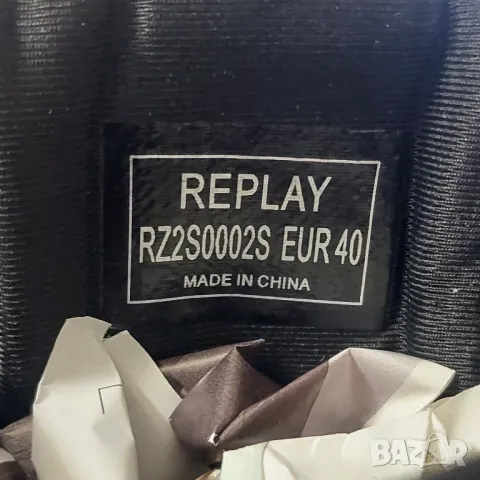 REPLAY
RZ2S0002S EUR 40
MADE IN CHINA
BAZAR